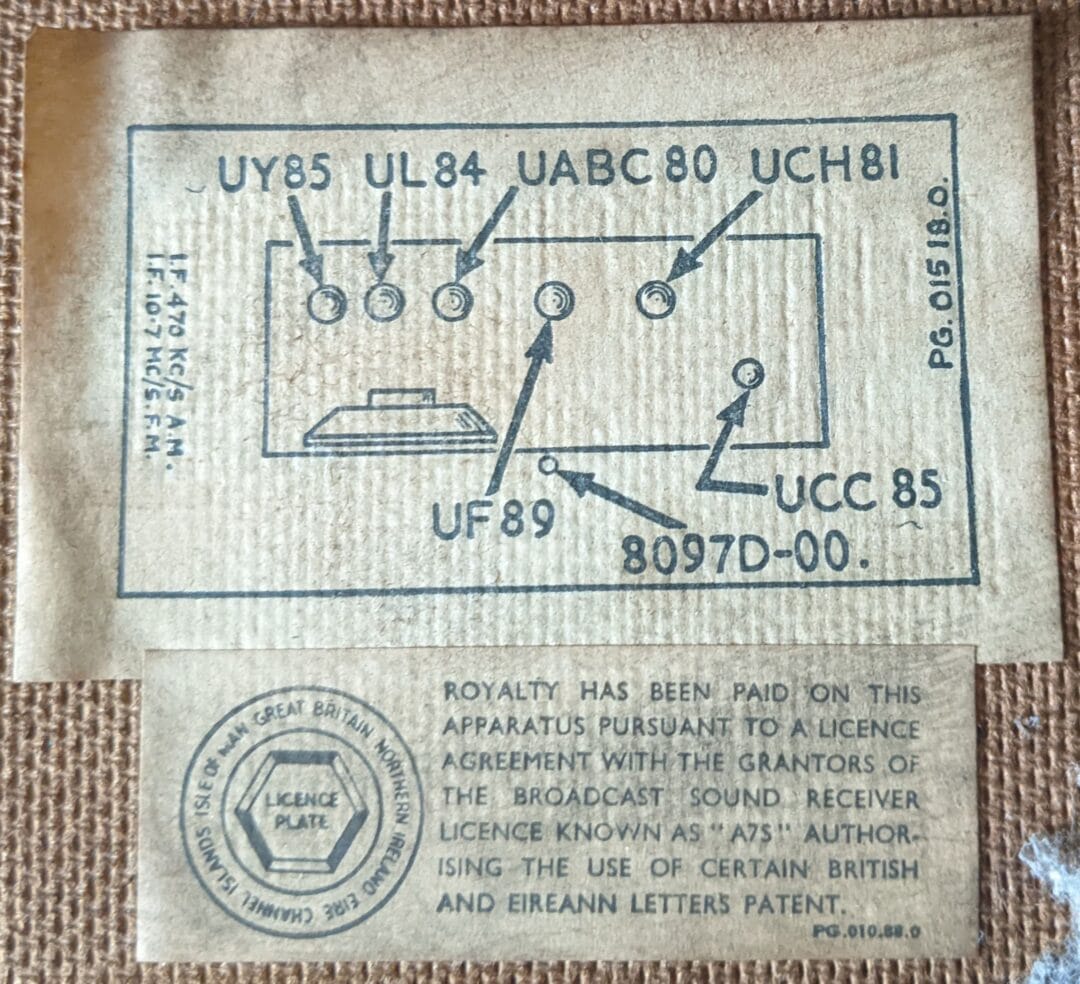 UY85 UL84 UABC 80 UCH81
I.F. 470 Kc/s A.M.
I.F. 10·7 Mc/s. F.M.
PG. 015 18.0.
UF89
UCC 85
8097D-00.
GREAT BRITAIN NORTHERN IRELAND EIRE CHANNEL ISLANDS ISLE OF MAN
LICENCE
PLATE
ROYALTY HAS BEEN PAID ON THIS
APPARATUS PURSUANT TO A LICENCE
AGREEMENT WITH THE GRANTORS OF
THE BROADCAST SOUND RECEIVER
LICENCE KNOWN AS "A7S" AUTHOR-
ISING THE USE OF CERTAIN BRITISH
AND EIREANN LETTERS PATENT.
PG.010.88.0